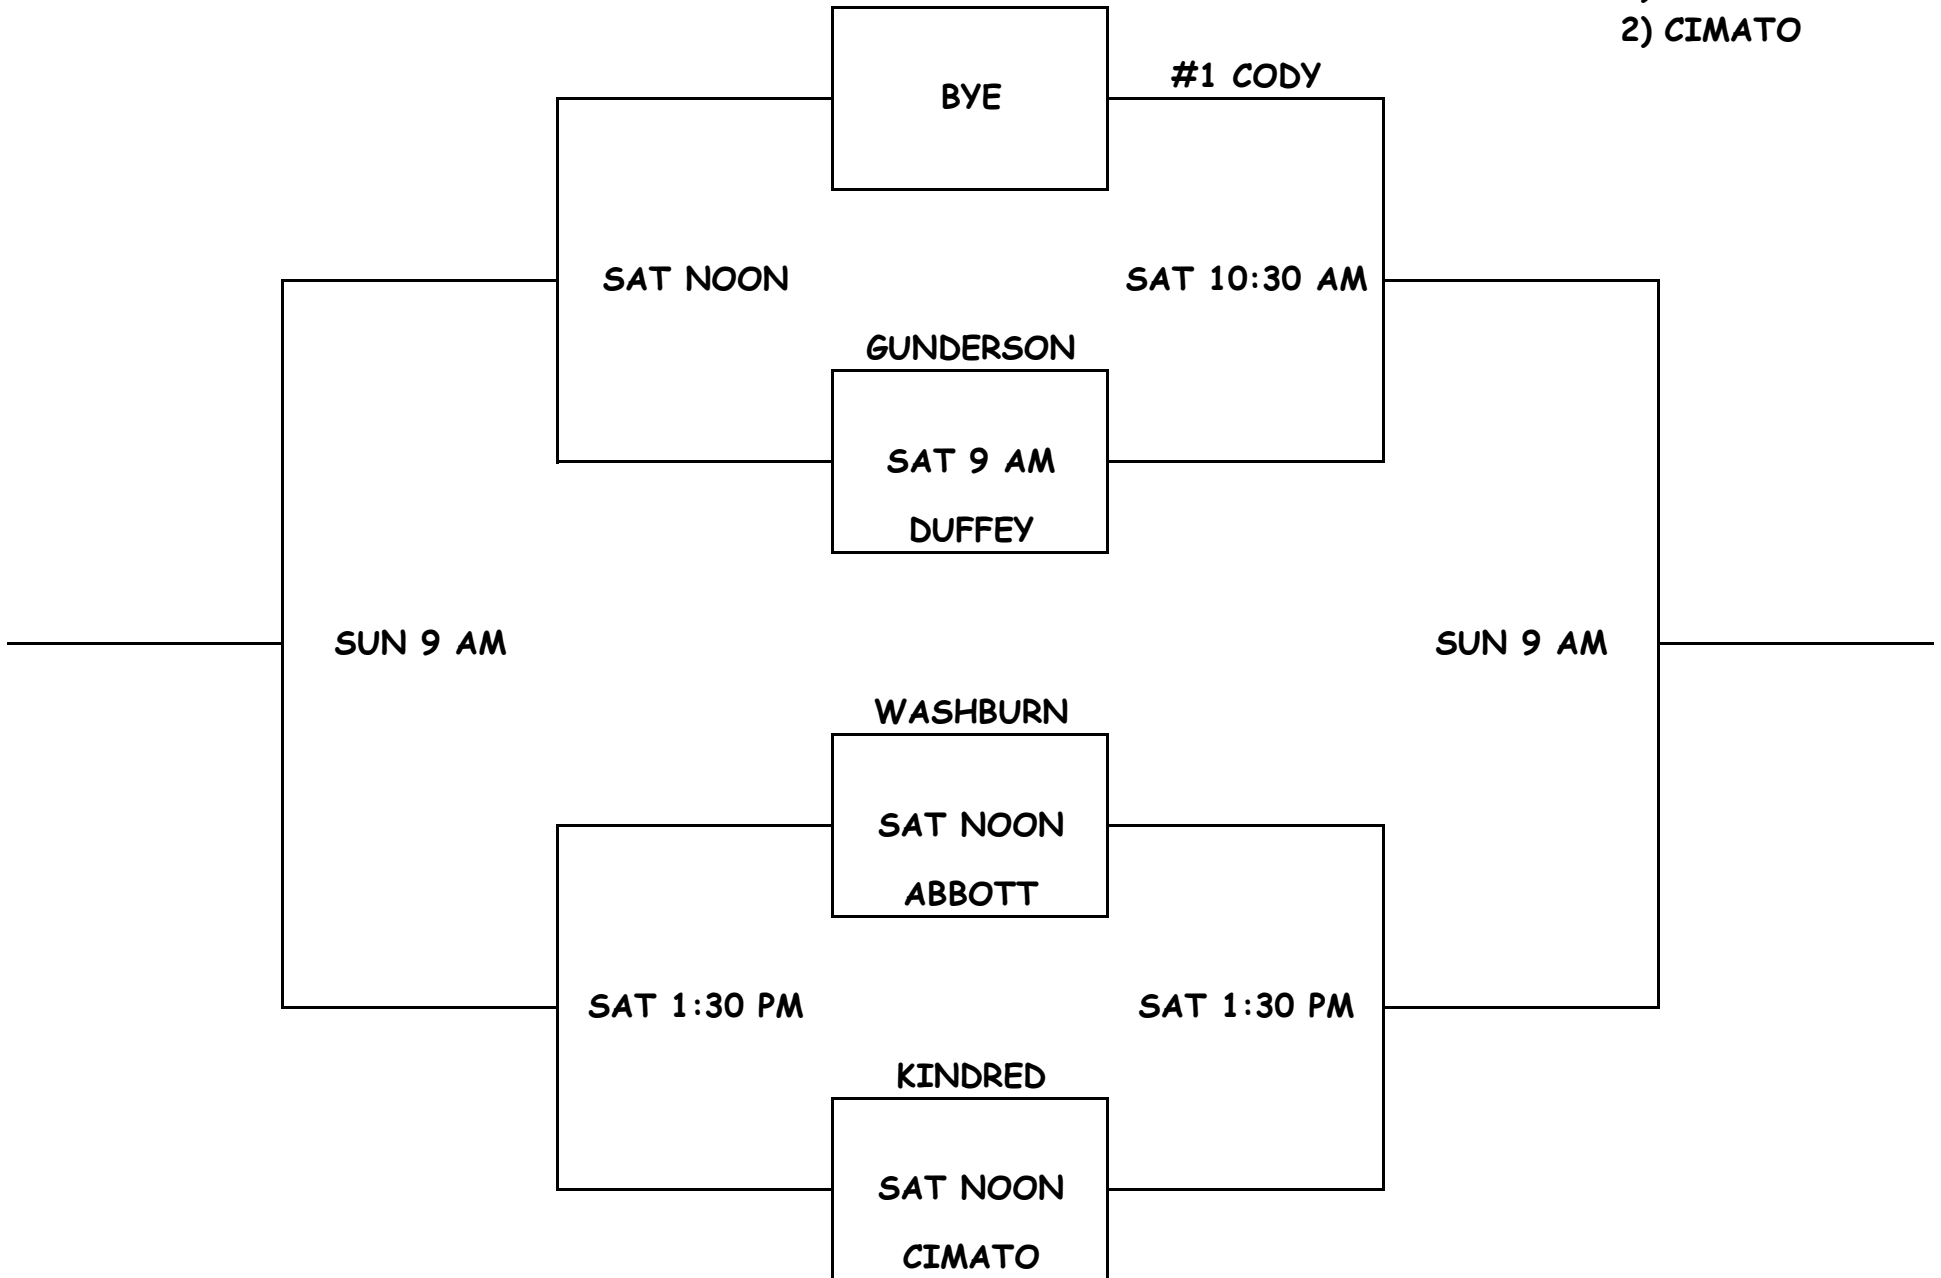 2) CIMATO
#1 CODY
BYE
SAT NOON
SAT 10:30 AM
GUNDERSON
SAT 9 AM
DUFFEY
SUN 9 AM
SUN 9 AM
WASHBURN
SAT NOON
ABBOTT
SAT 1:30 PM
SAT 1:30 PM
KINDRED
SAT NOON
CIMATO